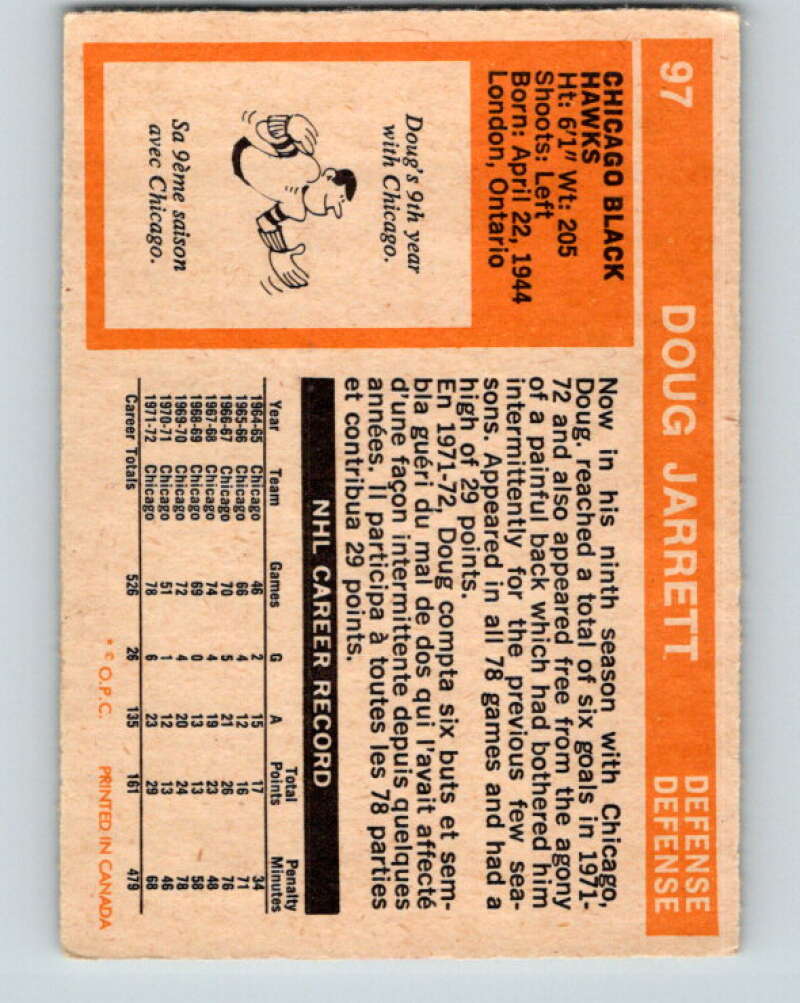 97 DOUG JARRETT DEFENSE
DEFENSE
CHICAGO BLACK
HAWKS
Ht: 6'1" Wt: 205
Shoots: Left
Born: April 22, 1944
London, Ontario
Doug's 9th year
with Chicago.
Sa 9ème saison
avec Chicago.
Now in his ninth season with Chicago,
Doug. reached a total of six goals in 1971-
72 and also appeared free from the agony
of a painful back which had bothered him
intermittently for the previous few sea-
sons. Appeared in all 78 games and had a
high of 29 points.
En 1971-72, Doug compta six buts et sem-
bla guéri du mal de dos qui l'avait affecté
d'une façon intermittente depuis quelques
années. Il participa à toutes les 78 parties
et contribua 29 points.
NHL CAREER RECORD
Total Penalty
Year Team Games G A Points Minutes
1964-65 Chicago 46 2 15 17 34
1965-66 Chicago 66 4 12 16 71
1966-67 Chicago 70 5 21 26 76
1967-68 Chicago 74 4 19 23 48
1968-69 Chicago 69 0 13 13 58
1969-70 Chicago 72 4 20 24 78
1970-71 Chicago 51 1 12 13 46
1971-72 Chicago 78 6 23 29 68
Career Totals 526 26 135 161 479
* © O.P.C. PRINTED IN CANADA